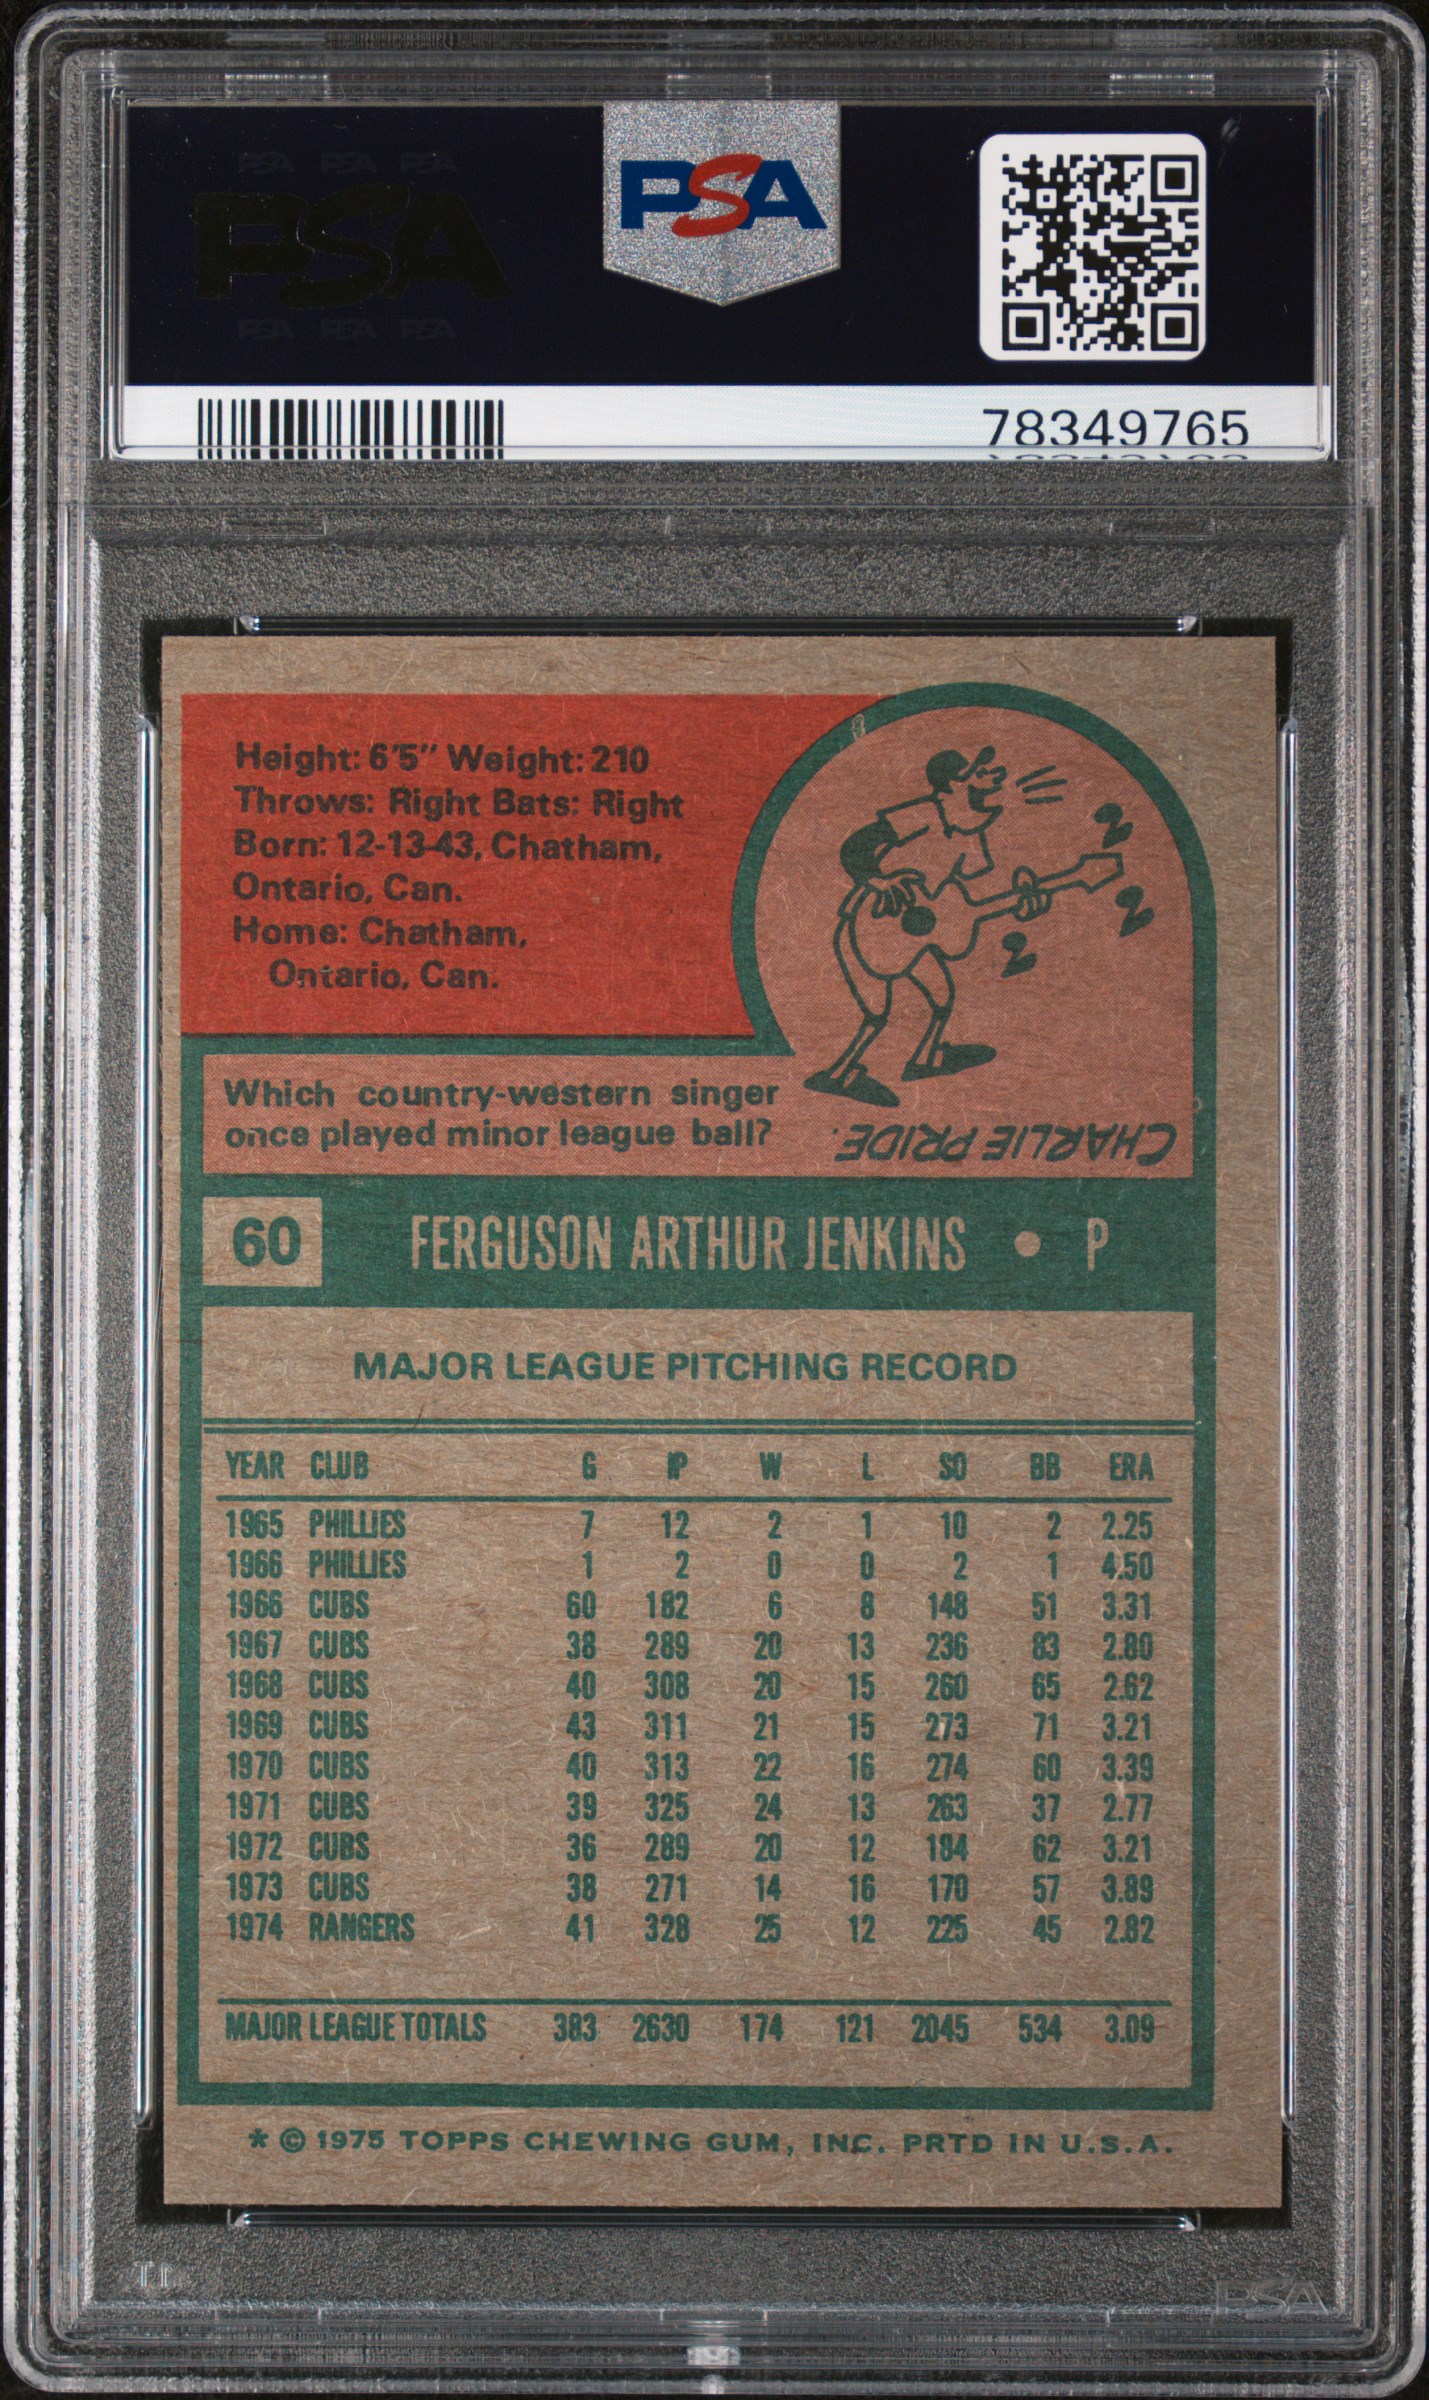 PSA PSA PSA
PSA
PSA PSA PSA
PSA
78349765
Height: 6'5" Weight: 210
Throws: Right Bats: Right
Born: 12-13-43, Chatham,
Ontario, Can.
Home: Chatham,
Ontario, Can.
2
2
2
Which country-western singer
once played minor league ball?
CHARLIE PRIDE.
60 FERGUSON ARTHUR JENKINS • P
MAJOR LEAGUE PITCHING RECORD
YEAR CLUB G IP W L SO BB ERA
1965 PHILLIES 7 12 2 1 10 2 2.25
1966 PHILLIES 1 2 0 0 2 1 4.50
1966 CUBS 60 182 6 8 148 51 3.31
1967 CUBS 38 289 20 13 236 83 2.80
1968 CUBS 40 308 20 15 260 65 2.62
1969 CUBS 43 311 21 15 273 71 3.21
1970 CUBS 40 313 22 16 274 60 3.39
1971 CUBS 39 325 24 13 263 37 2.77
1972 CUBS 36 289 20 12 184 62 3.21
1973 CUBS 38 271 14 16 170 57 3.89
1974 RANGERS 41 328 25 12 225 45 2.82
MAJOR LEAGUE TOTALS 383 2630 174 121 2045 534 3.09
* © 1975 TOPPS CHEWING GUM, INC. PRTD IN U.S.A.
PSA